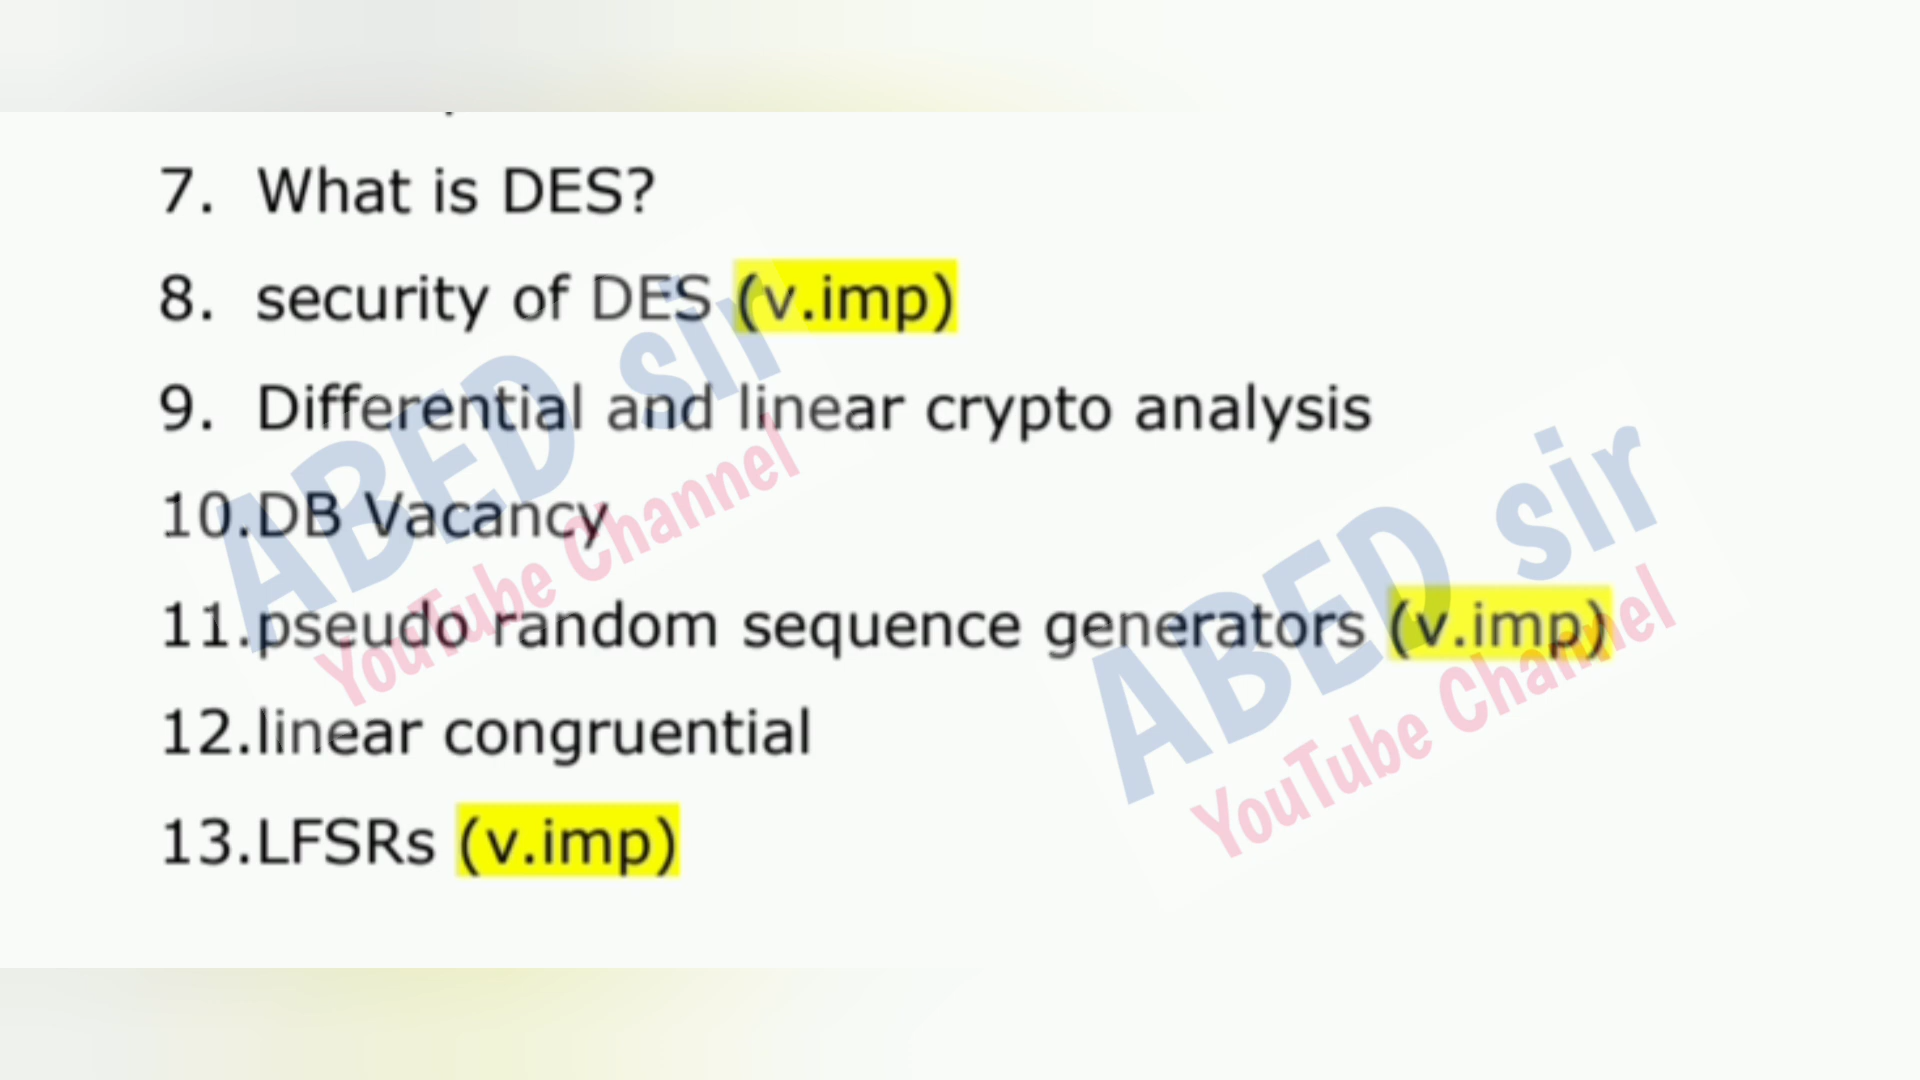 7. What is DES?
8. security of DES (v.imp)
9. Differential and linear crypto analysis
10.DB Vacancy
11.pseudo random sequence generators (v.imp)
12.linear congruential
13.LFSRs (v.imp)
ABED sir
YouTube Channel
ABED sir
YouTube Channel